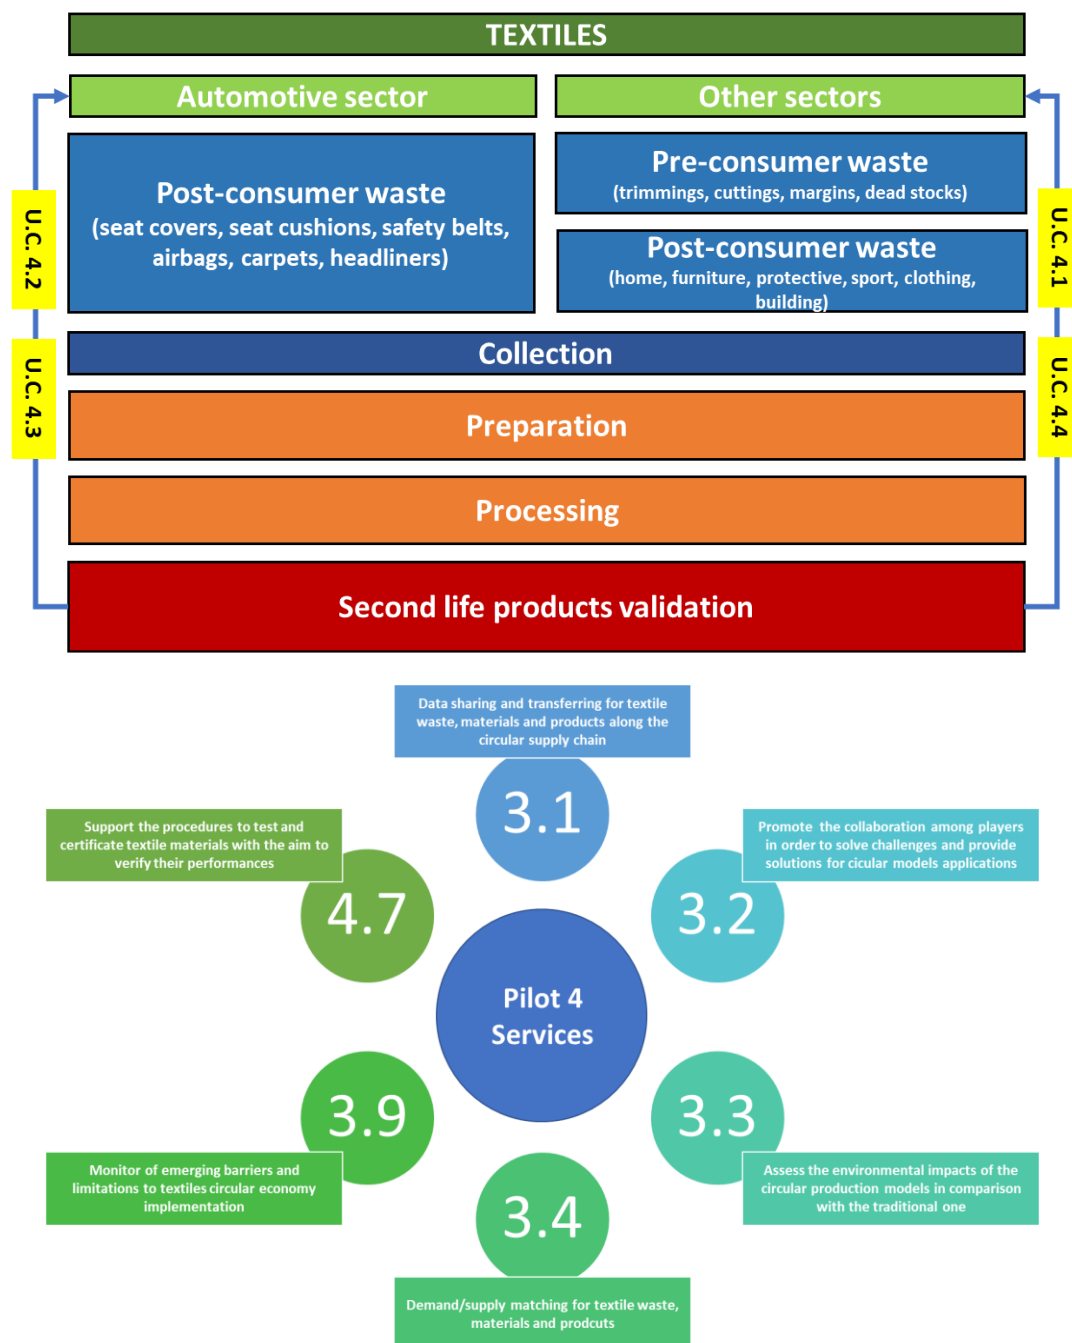 TEXTILES
Automotive sector
Other sectors
Post-consumer waste
(seat covers, seat cushions, safety belts,
airbags, carpets, headliners)
Pre-consumer waste
(trimmings, cuttings, margins, dead stocks)
Post-consumer waste
(home, furniture, protective, sport, clothing,
building)
U.C. 4.2
U.C. 4.1
U.C. 4.3
U.C. 4.4
Collection
Preparation
Processing
Second life products validation
Data sharing and transferring for textile
waste, materials and products along the
circular supply chain
3.1
Support the procedures to test and
certificate textile materials with the aim to
verify their performances
4.7
Promote the collaboration among players
in order to solve challenges and provide
solutions for cicular models applications
3.2
Pilot 4
Services
3.9
Monitor of emerging barriers and
limitations to textiles circular economy
implementation
3.3
Assess the environmental impacts of the
circular production models in comparison
with the traditional one
3.4
Demand/supply matching for textile waste,
materials and prodcuts